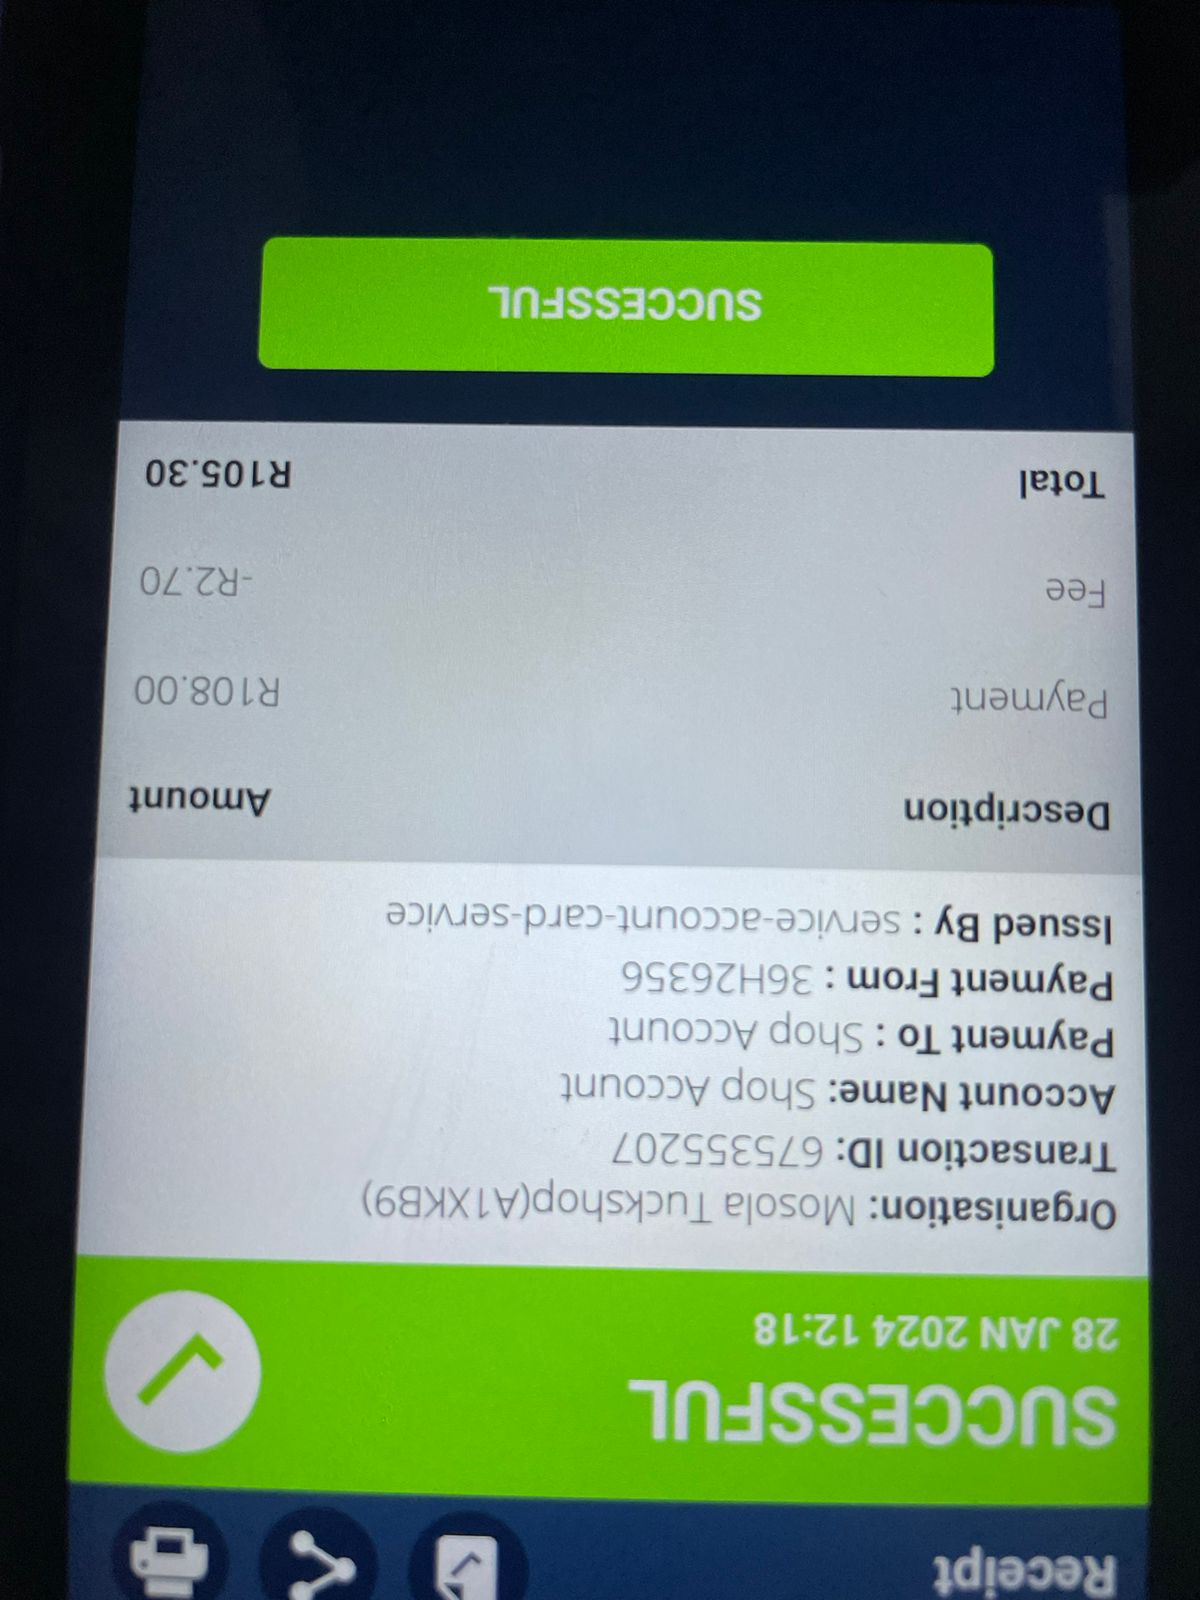 Receipt
SUCCESSFUL
28 JAN 2024 12:18
Organisation: Mosola Tuckshop(A1XKB9)
Transaction ID: 675355207
Account Name: Shop Account
Payment To : Shop Account
Payment From : 36H26356
Issued By : service-account-card-service
Description Amount
Payment R108.00
Fee -R2.70
Total R105.30
SUCCESSFUL